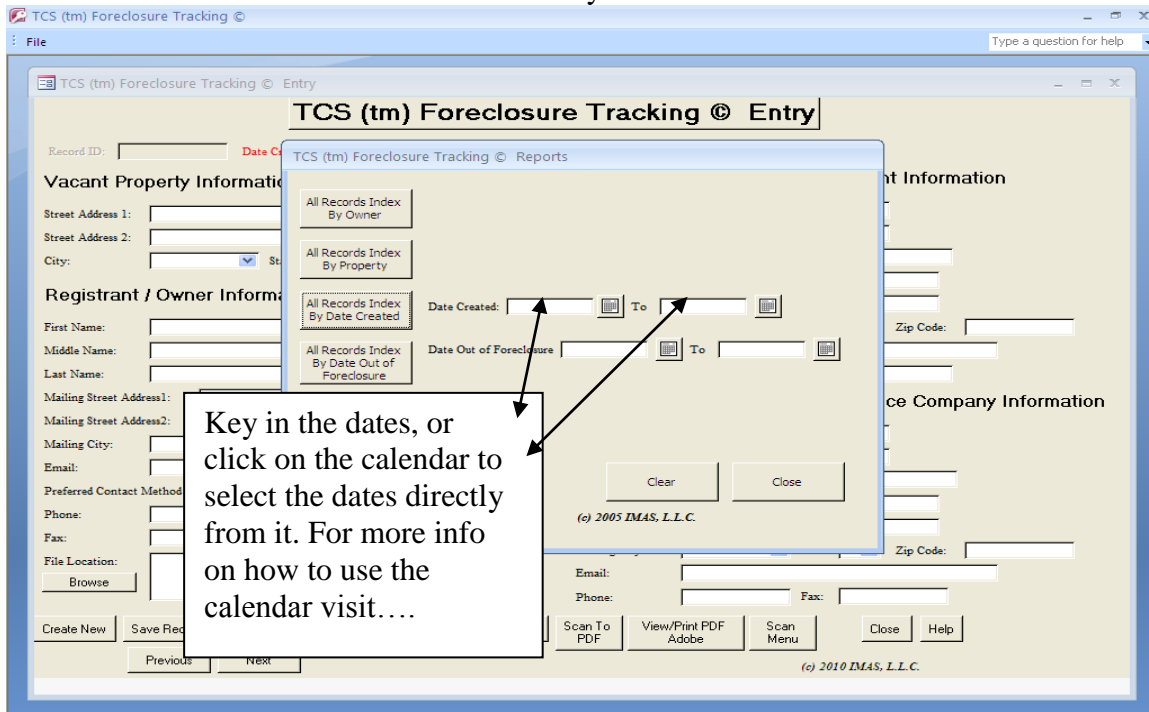 y
TCS (tm) Foreclosure Tracking ©
File
Type a question for help
TCS (tm) Foreclosure Tracking © Entry
TCS (tm) Foreclosure Tracking © Entry
Record ID:
Vacant Property
Street Address 1:
Street Address 2:
City:
Registrant / Owner
First Name:
Middle Name:
Last Name:
Mailing Street Address1:
Mailing Street Address2:
Mailing City:
Email:
Preferred Contact Method
Phone:
Fax:
File Location:
Browse
Date
TCS (tm) Foreclosure Tracking © Reports
All Records Index
By Owner
All Records Index
By Property
All Records Index
By Date Created
Date Created:
To
All Records Index
By Date Out of
Foreclosure
Date Out of Foreclosure
To
Clear
Close
(c) 2005 IMAS, L.L.C.
Key in the dates, or
click on the calendar to
select the dates directly
from it. For more info
on how to use the
calendar visit….
Information
Zip Code:
Company Information
Zip Code:
Email:
Phone:
Fax:
Create New
Save
Scan To
PDF
View/Print PDF
Adobe
Scan
Menu
Close
Help
Previous
Next
(c) 2010 IMAS, L.L.C.